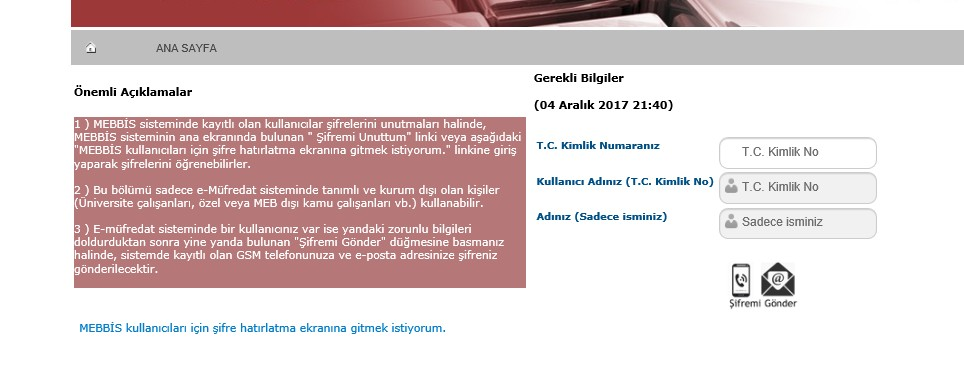 ANA SAYFA
Önemli Açıklamalar
1 ) MEBBİS sisteminde kayıtlı olan kullanıcılar şifrelerini unutmaları halinde,
MEBBİS sisteminin ana ekranında bulunan " Şifremi Unuttum" linki veya aşağıdaki
"MEBBİS kullanıcıları için şifre hatırlatma ekranına gitmek istiyorum." linkine giriş
yaparak şifrelerini öğrenebilirler.
2 ) Bu bölümü sadece e-Müfredat sisteminde tanımlı ve kurum dışı olan kişiler
(Üniversite çalışanları, özel veya MEB dışı kamu çalışanları vb.) kullanabilir.
3 ) E-müfredat sisteminde bir kullanıcınız var ise yandaki zorunlu bilgileri
doldurduktan sonra yine yanda bulunan "Şifremi Gönder" düğmesine basmanız
halinde, sistemde kayıtlı olan GSM telefonunuza ve e-posta adresinize şifreniz
gönderilecektir.
MEBBİS kullanıcıları için şifre hatırlatma ekranına gitmek istiyorum.
Gerekli Bilgiler
(04 Aralık 2017 21:40)
T.C. Kimlik Numaranız
T.C. Kimlik No
Kullanıcı Adınız (T.C. Kimlik No)
T.C. Kimlik No
Adınız (Sadece isminiz)
Sadece isminiz
Şifremi Gönder